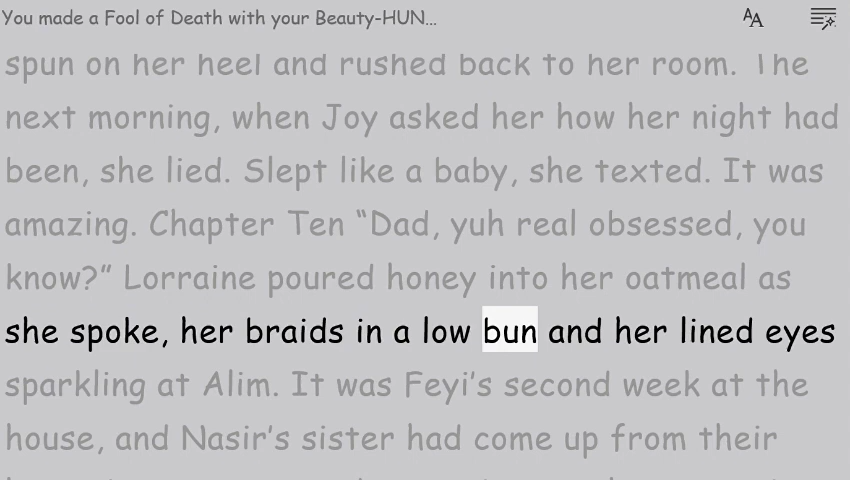 You made a Fool of Death with your Beauty-HUN...
spun on her heel and rushed back to her room. The
next morning, when Joy asked her how her night had
been, she lied. Slept like a baby, she texted. It was
amazing. Chapter Ten “Dad, yuh real obsessed, you
know?” Lorraine poured honey into her oatmeal as
she spoke, her braids in a low bun and her lined eyes
sparkling at Alim. It was Feyi’s second week at the
house, and Nasir’s sister had come up from their